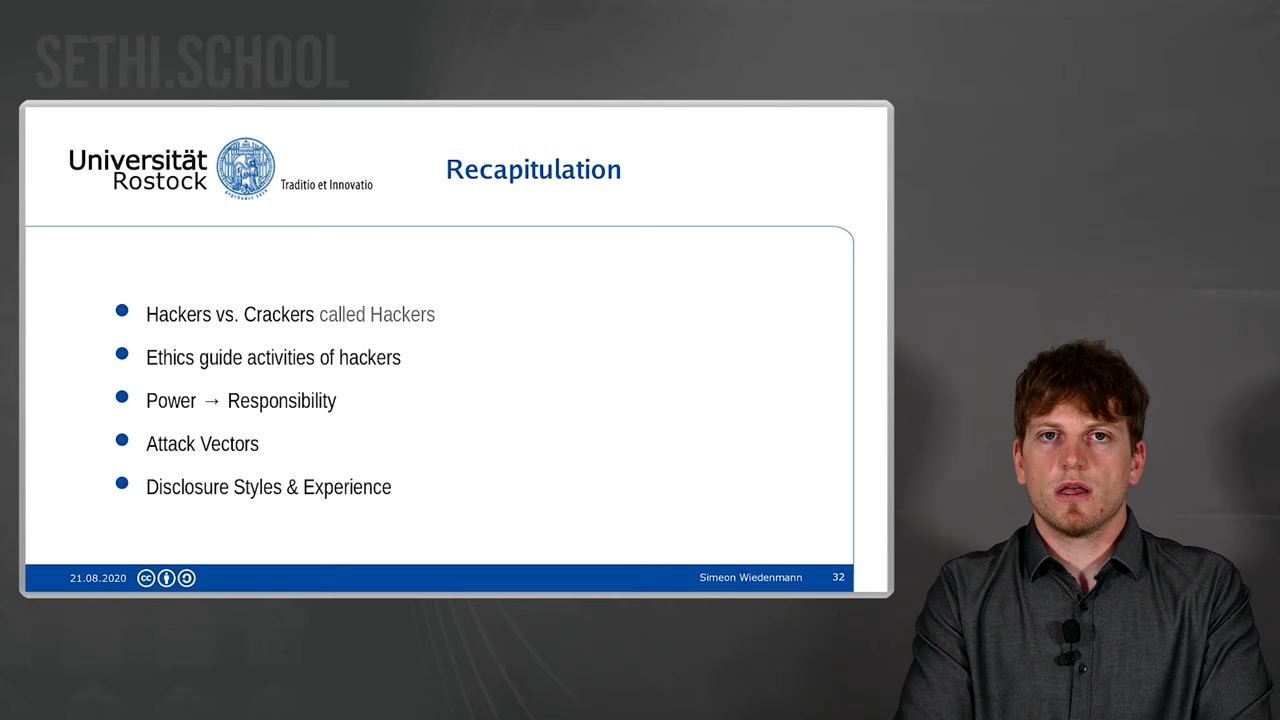 SETHI.SCHOOL
Universität
Rostock
Traditio et Innovatio
Recapitulation
Hackers vs. Crackers called Hackers
Ethics guide activities of hackers
Power → Responsibility
Attack Vectors
Disclosure Styles & Experience
21.08.2020
cc
Simeon Wiedenmann
32